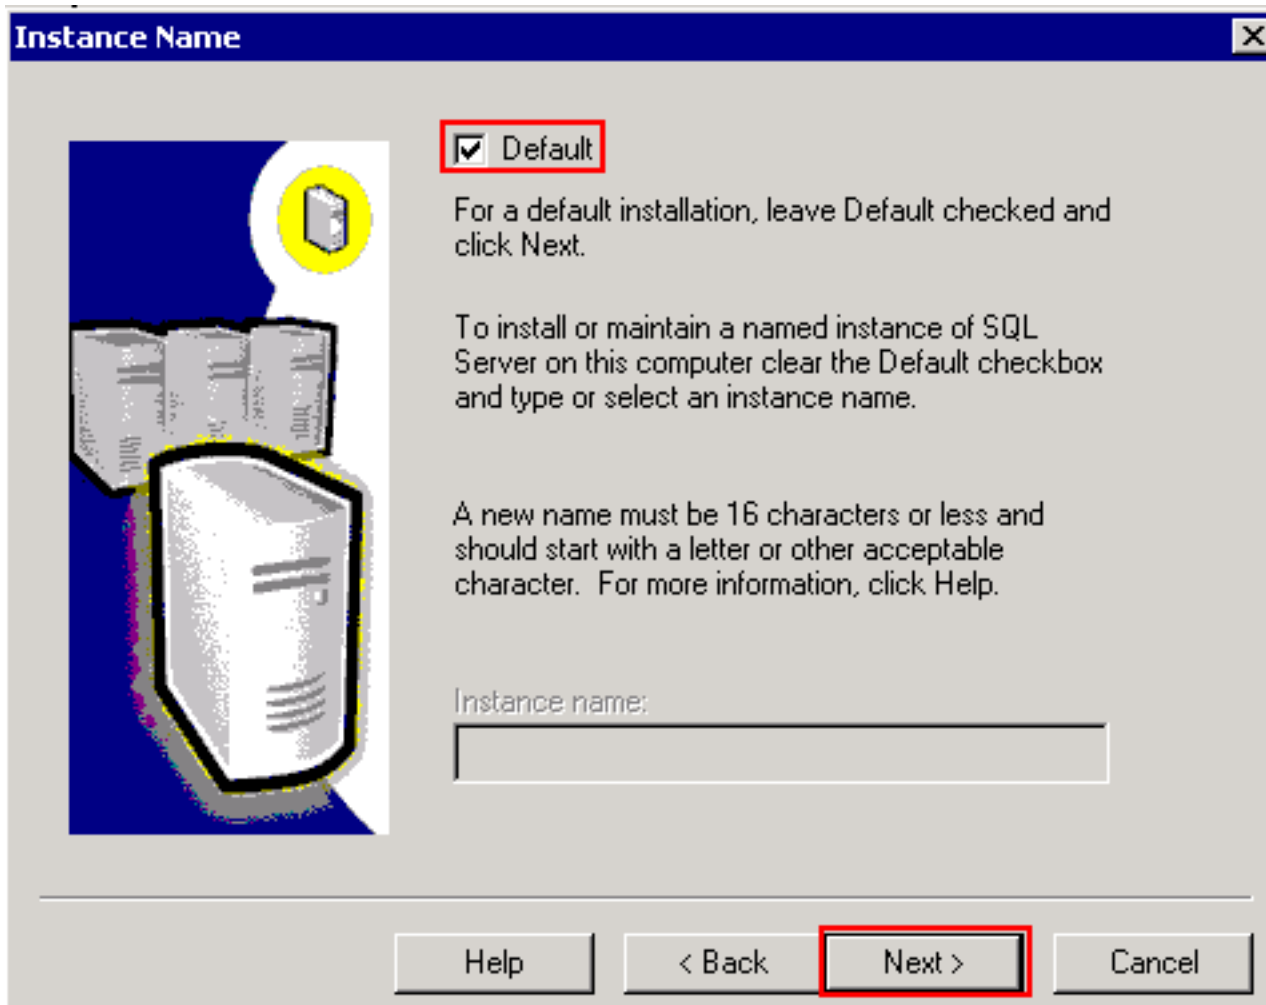 Instance Name
Default
For a default installation, leave Default checked and
click Next.
To install or maintain a named instance of SQL
Server on this computer clear the Default checkbox
and type or select an instance name.
A new name must be 16 characters or less and
should start with a letter or other acceptable
character.  For more information, click Help.
Instance name:
Help
< Back
Next >
Cancel